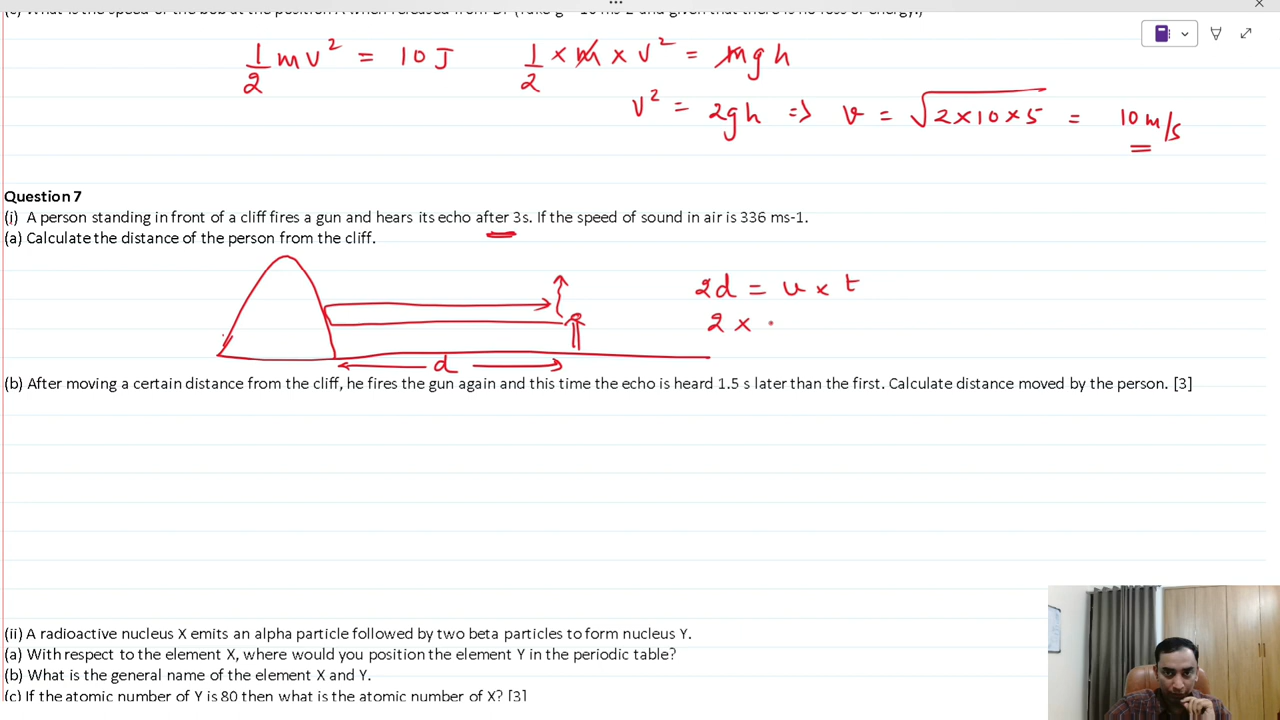 1/2 mv² = 10 J    1/2 × m × v² = mgh
v² = 2gh ⇒ v = √2×10×5 = 10 m/s
Question 7
(i) A person standing in front of a cliff fires a gun and hears its echo after 3s. If the speed of sound in air is 336 ms-1.
(a) Calculate the distance of the person from the cliff.
2d = v × t
2 ×
d
(b) After moving a certain distance from the cliff, he fires the gun again and this time the echo is heard 1.5 s later than the first. Calculate distance moved by the person. [3]
(ii) A radioactive nucleus X emits an alpha particle followed by two beta particles to form nucleus Y.
(a) With respect to the element X, where would you position the element Y in the periodic table?
(b) What is the general name of the element X and Y.
(c) If the atomic number of Y is 80 then what is the atomic number of X? [3]